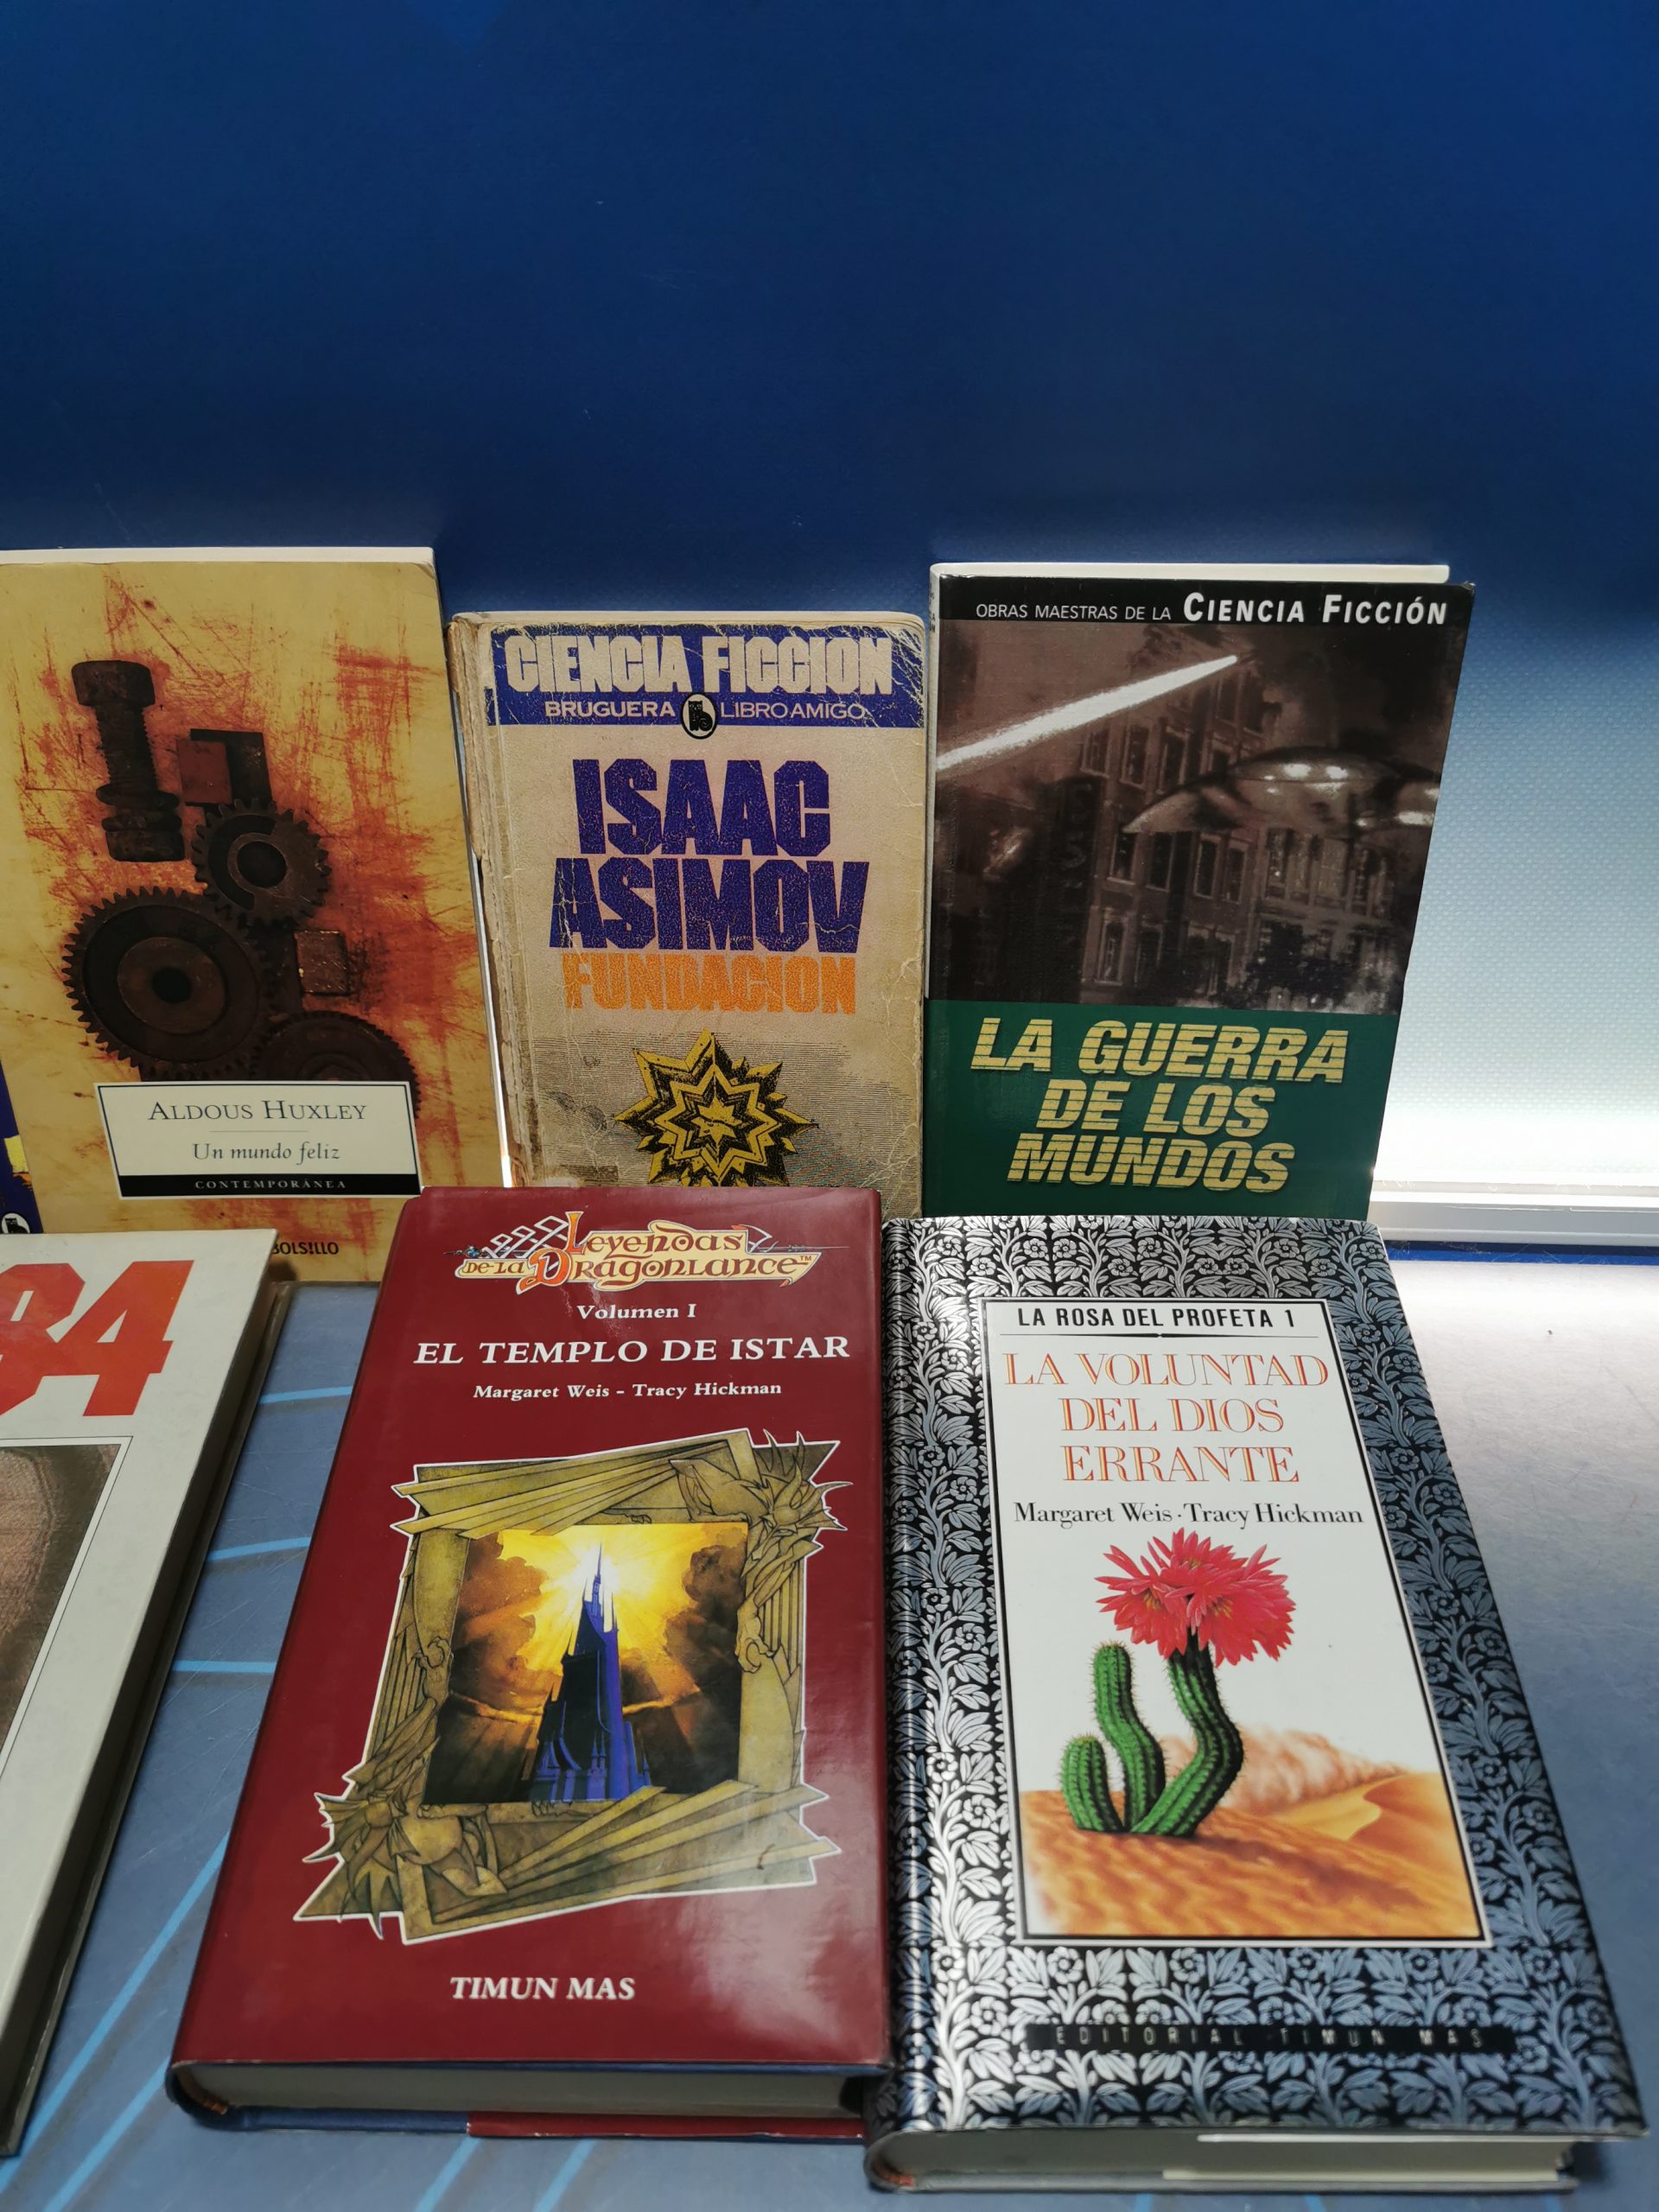 ALDOUS HUXLEY
Un mundo feliz
CONTEMPORÁNEA
BOLSILLO
CIENCIA FICCION
BRUGUERA LIBRO AMIGO
ISAAC
ASIMOV
FUNDACION
OBRAS MAESTRAS DE LA CIENCIA FICCIÓN
LA GUERRA
DE LOS
MUNDOS
84
Leyendas
DE LA DRAGONLANCE™
Volumen I
EL TEMPLO DE ISTAR
Margaret Weis - Tracy Hickman
TIMUN MAS
LA ROSA DEL PROFETA 1
LA VOLUNTAD
DEL DIOS
ERRANTE
Margaret Weis · Tracy Hickman
EDITORIAL TIMUN MAS